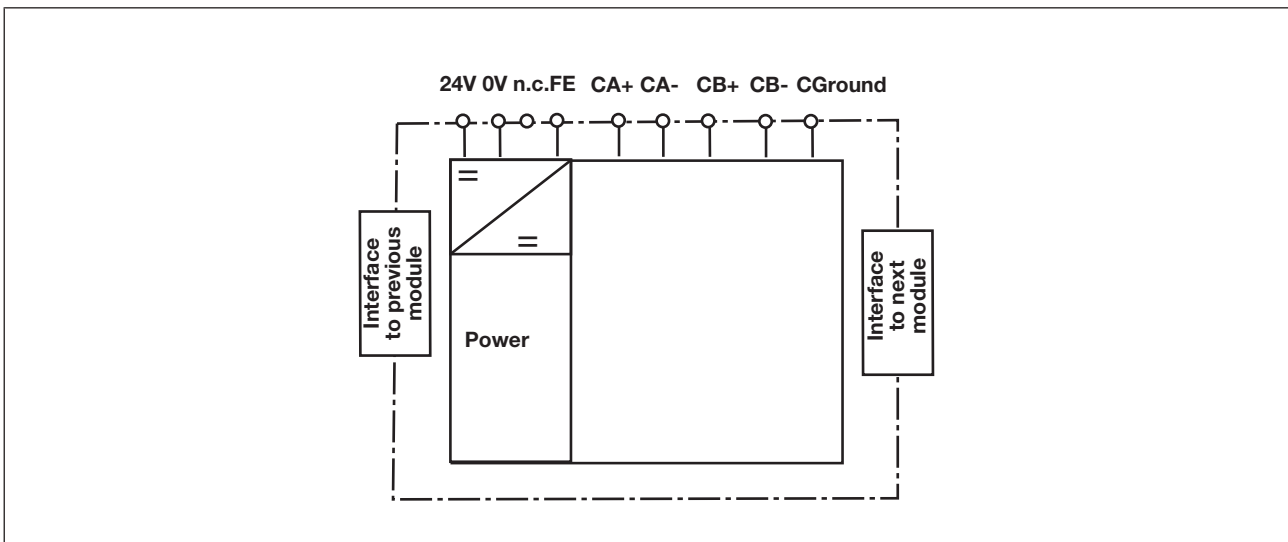 24V 0V n.c.FE CA+ CA- CB+ CB- CGround
Interface
to previous
module
Power
Interface
to next
module